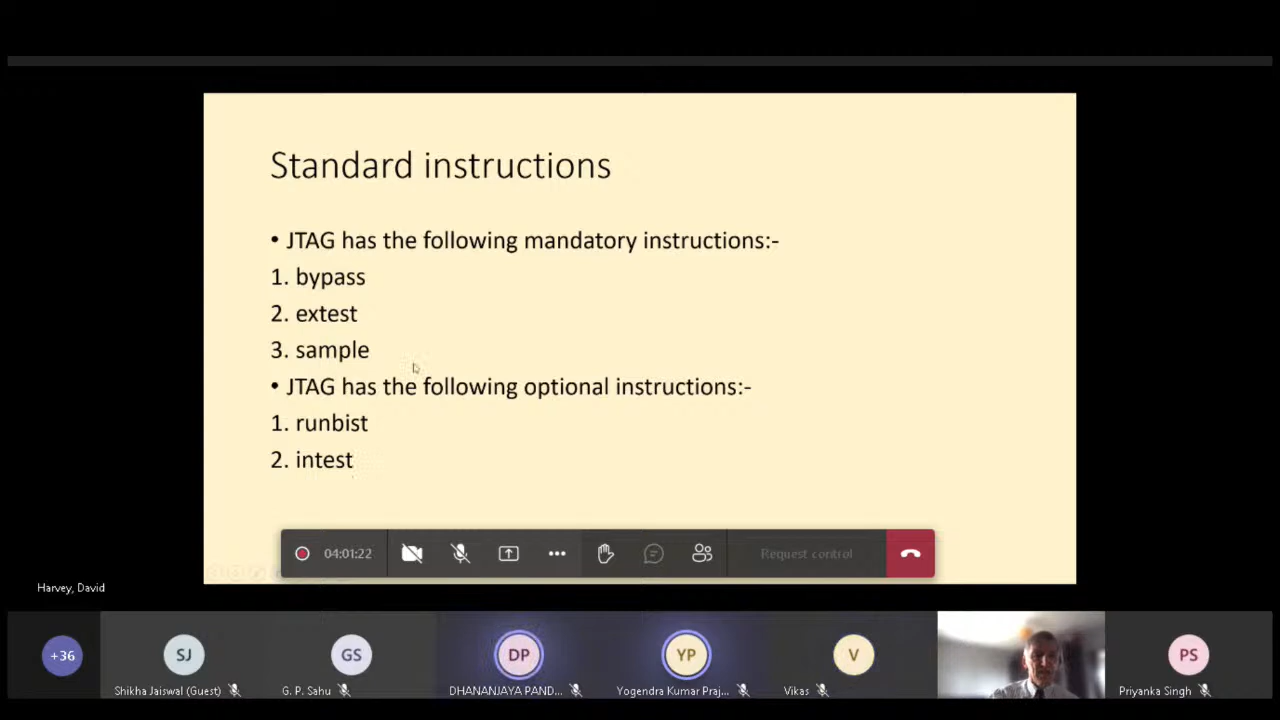 Standard instructions
• JTAG has the following mandatory instructions:-
1. bypass
2. extest
3. sample
• JTAG has the following optional instructions:-
1. runbist
2. intest
04:01:22
Request control
Harvey, David
+36
SJ
GS
DP
YP
V
PS
Shikha Jaiswal (Guest)
G. P. Sahu
DHANANJAYA PAND...
Yogendra Kumar Praj...
Vikas
Priyanka Singh